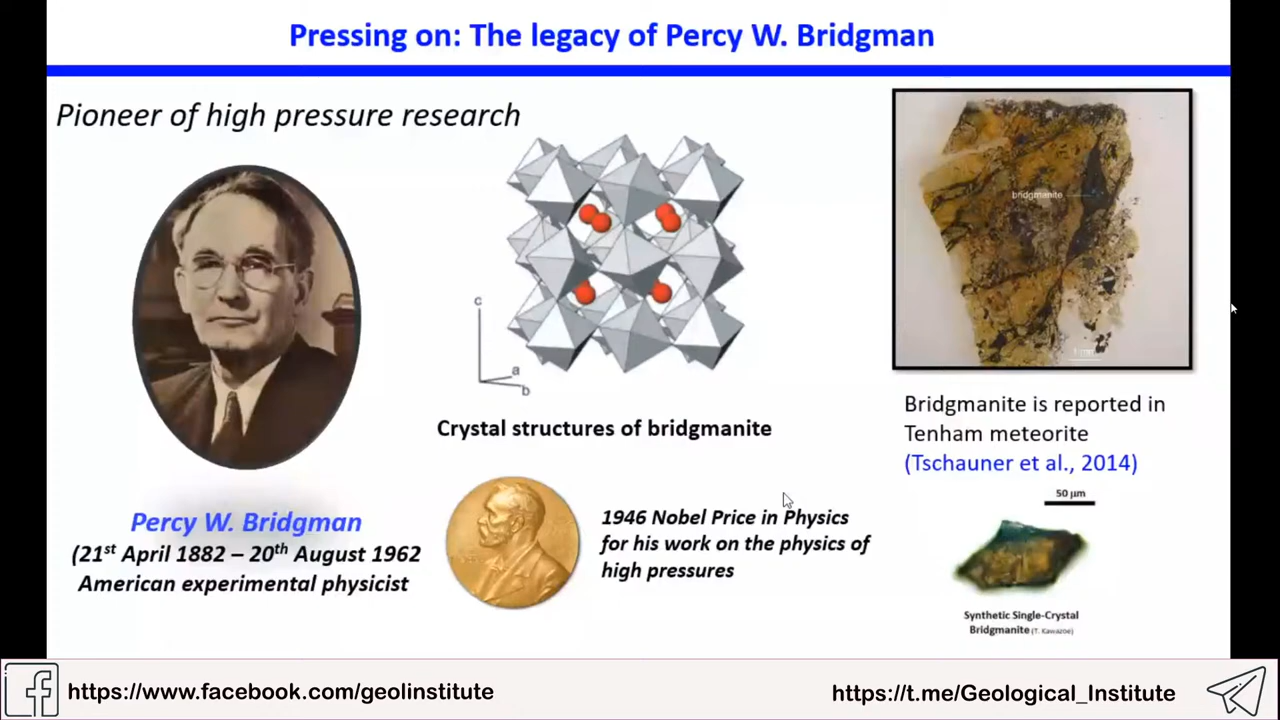 Pressing on: The legacy of Percy W. Bridgman
Pioneer of high pressure research
bridgmanite
c
a
b
Crystal structures of bridgmanite
Bridgmanite is reported in
Tenham meteorite
(Tschauner et al., 2014)
50 µm
Percy W. Bridgman
(21st April 1882 – 20th August 1962
American experimental physicist
1946 Nobel Price in Physics
for his work on the physics of
high pressures
Synthetic Single-Crystal
Bridgmanite (T. Kawazoe)
https://www.facebook.com/geolinstitute
https://t.me/Geological_Institute